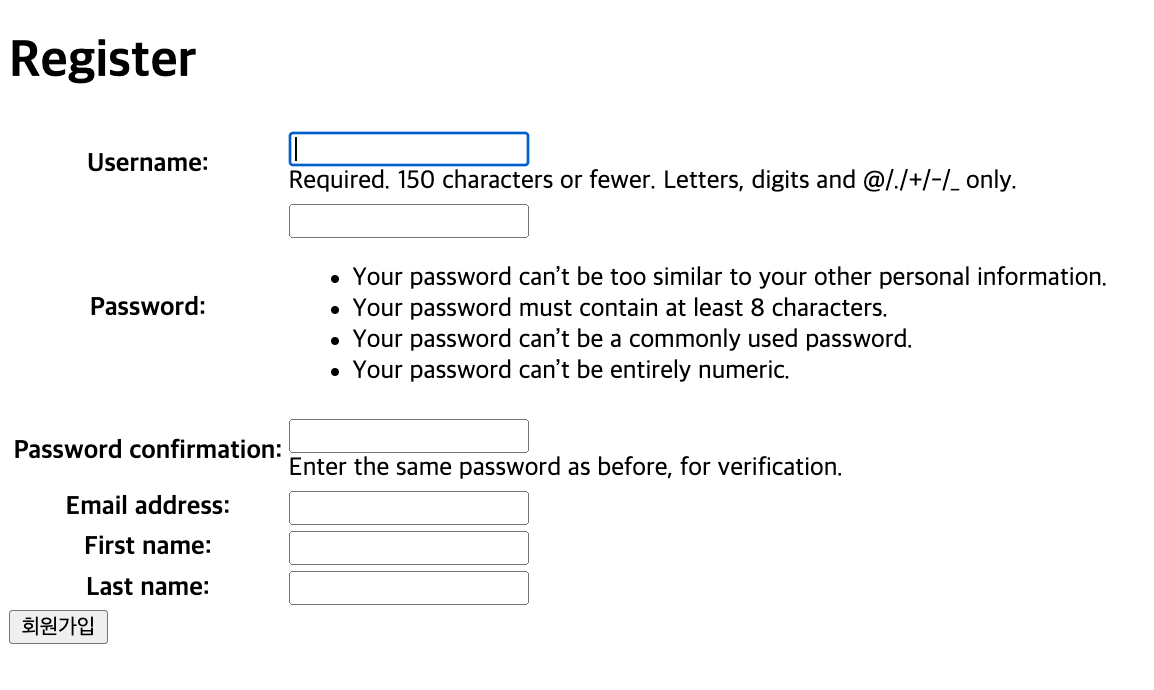 Register
Username:
Required. 150 characters or fewer. Letters, digits and @/./+/-/_ only.
Password:
• Your password can’t be too similar to your other personal information.
• Your password must contain at least 8 characters.
• Your password can’t be a commonly used password.
• Your password can’t be entirely numeric.
Password confirmation:
Enter the same password as before, for verification.
Email address:
First name:
Last name:
회원가입